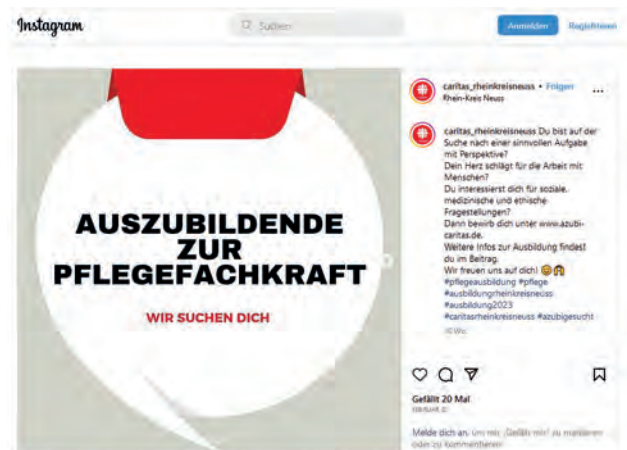 Instagram
Suchen
Anmelden
Registrieren
AUSZUBILDENDE
ZUR
PFLEGEFACHKRAFT
WIR SUCHEN DICH
caritas_rheinkreisneuss • Folgen
Rhein-Kreis Neuss
caritas_rheinkreisneuss Du bist auf der
Suche nach einer sinnvollen Aufgabe
mit Perspektive?
Dein Herz schlägt für die Arbeit mit
Menschen?
Du interessierst dich für soziale,
medizinische und ethische
Fragestellungen?
Dann bewirb dich unter www.azubi-
caritas.de.
Weitere Infos zur Ausbildung findest
du im Beitrag.
Wir freuen uns auf dich!
#pflegeausbildung #pflege
#ausbildungrheinkreisneuss
#ausbildung2023
#caritasrheinkreisneuss #azubigesucht
Gefällt 20 Mal
Melde dich an, um mit „Gefällt mir“ zu markieren
oder zu kommentieren.